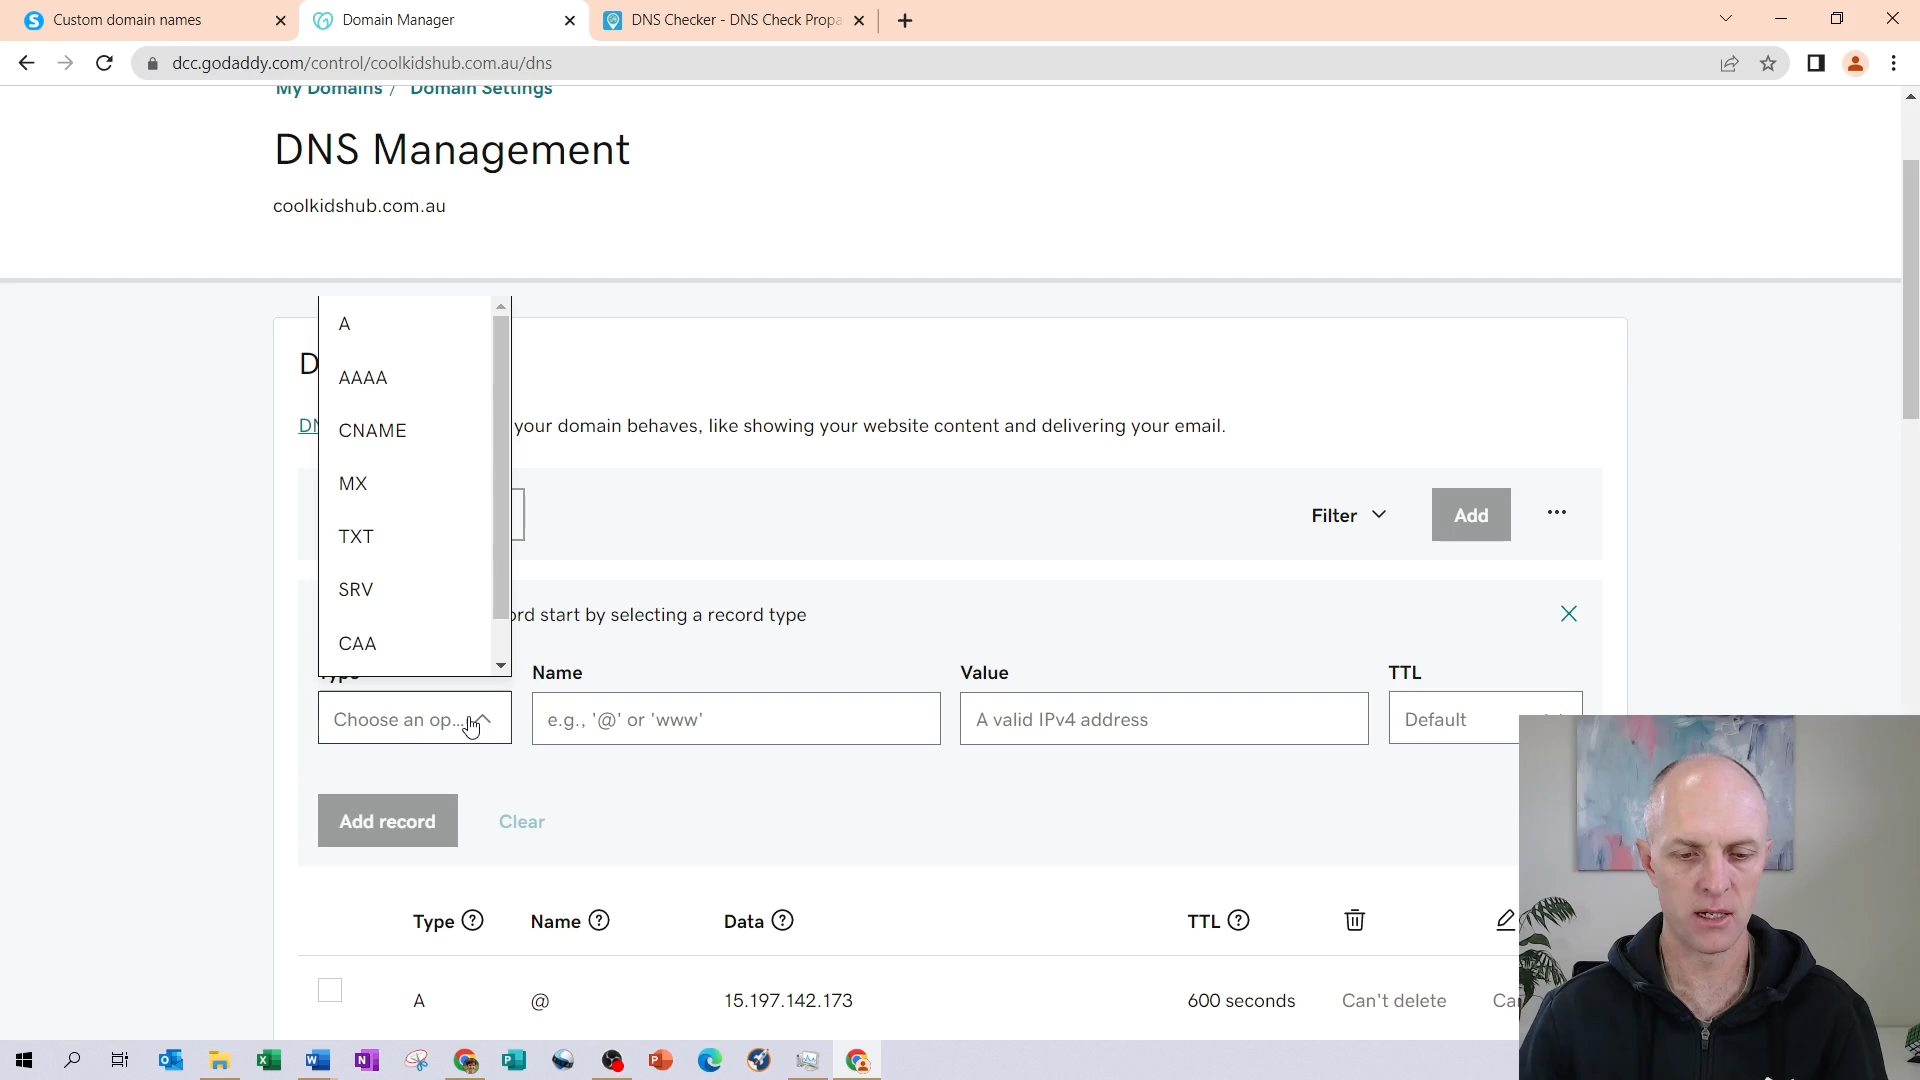 Custom domain names
Domain Manager
DNS Checker - DNS Check Propa
dcc.godaddy.com/control/coolkidshub.com.au/dns
My Domains / Domain Settings
DNS Management
coolkidshub.com.au
A
AAAA
CNAME
MX
TXT
SRV
CAA
your domain behaves, like showing your website content and delivering your email.
Filter
Add
start by selecting a record type
Type
Name
Value
TTL
Choose an op...
e.g., '@' or 'www'
A valid IPv4 address
Default
Add record
Clear
Type
Name
Data
TTL
A
@
15.197.142.173
600 seconds
Can't delete